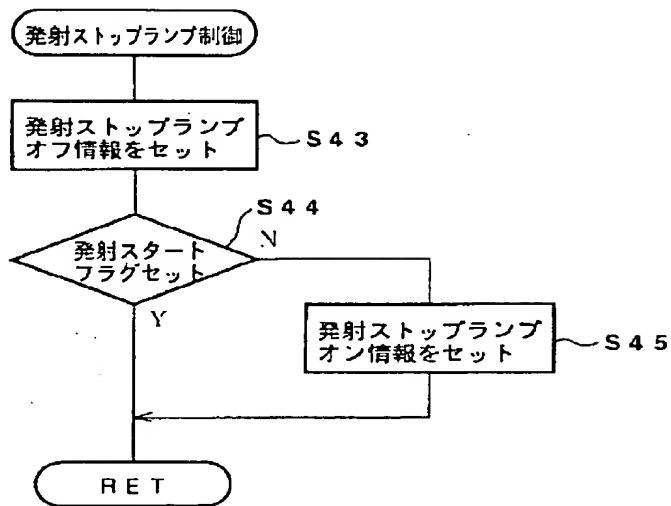 発射ストップランプ制御
発射ストップランプ
オフ情報をセット
S43
S44
発射スタート
フラグセット
N
Y
発射ストップランプ
オン情報をセット
S45
RET